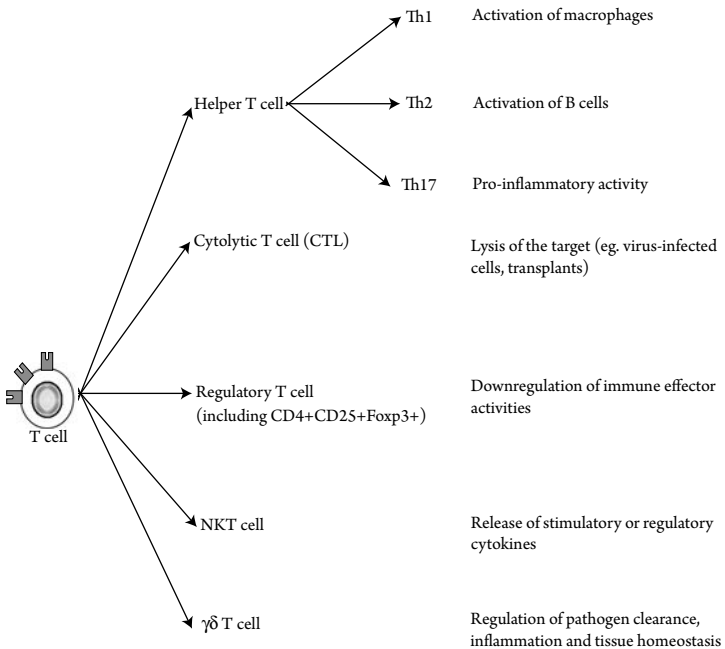 Th1
Activation of macrophages
Helper T cell
Th2
Activation of B cells
Th17
Pro-inflammatory activity
Cytolytic T cell (CTL)
Lysis of the target (eg. virus-infected
cells, transplants)
T cell
Regulatory T cell
(including CD4+CD25+Foxp3+)
Downregulation of immune effector
activities
NKT cell
Release of stimulatory or regulatory
cytokines
γδ T cell
Regulation of pathogen clearance,
inflammation and tissue homeostasis